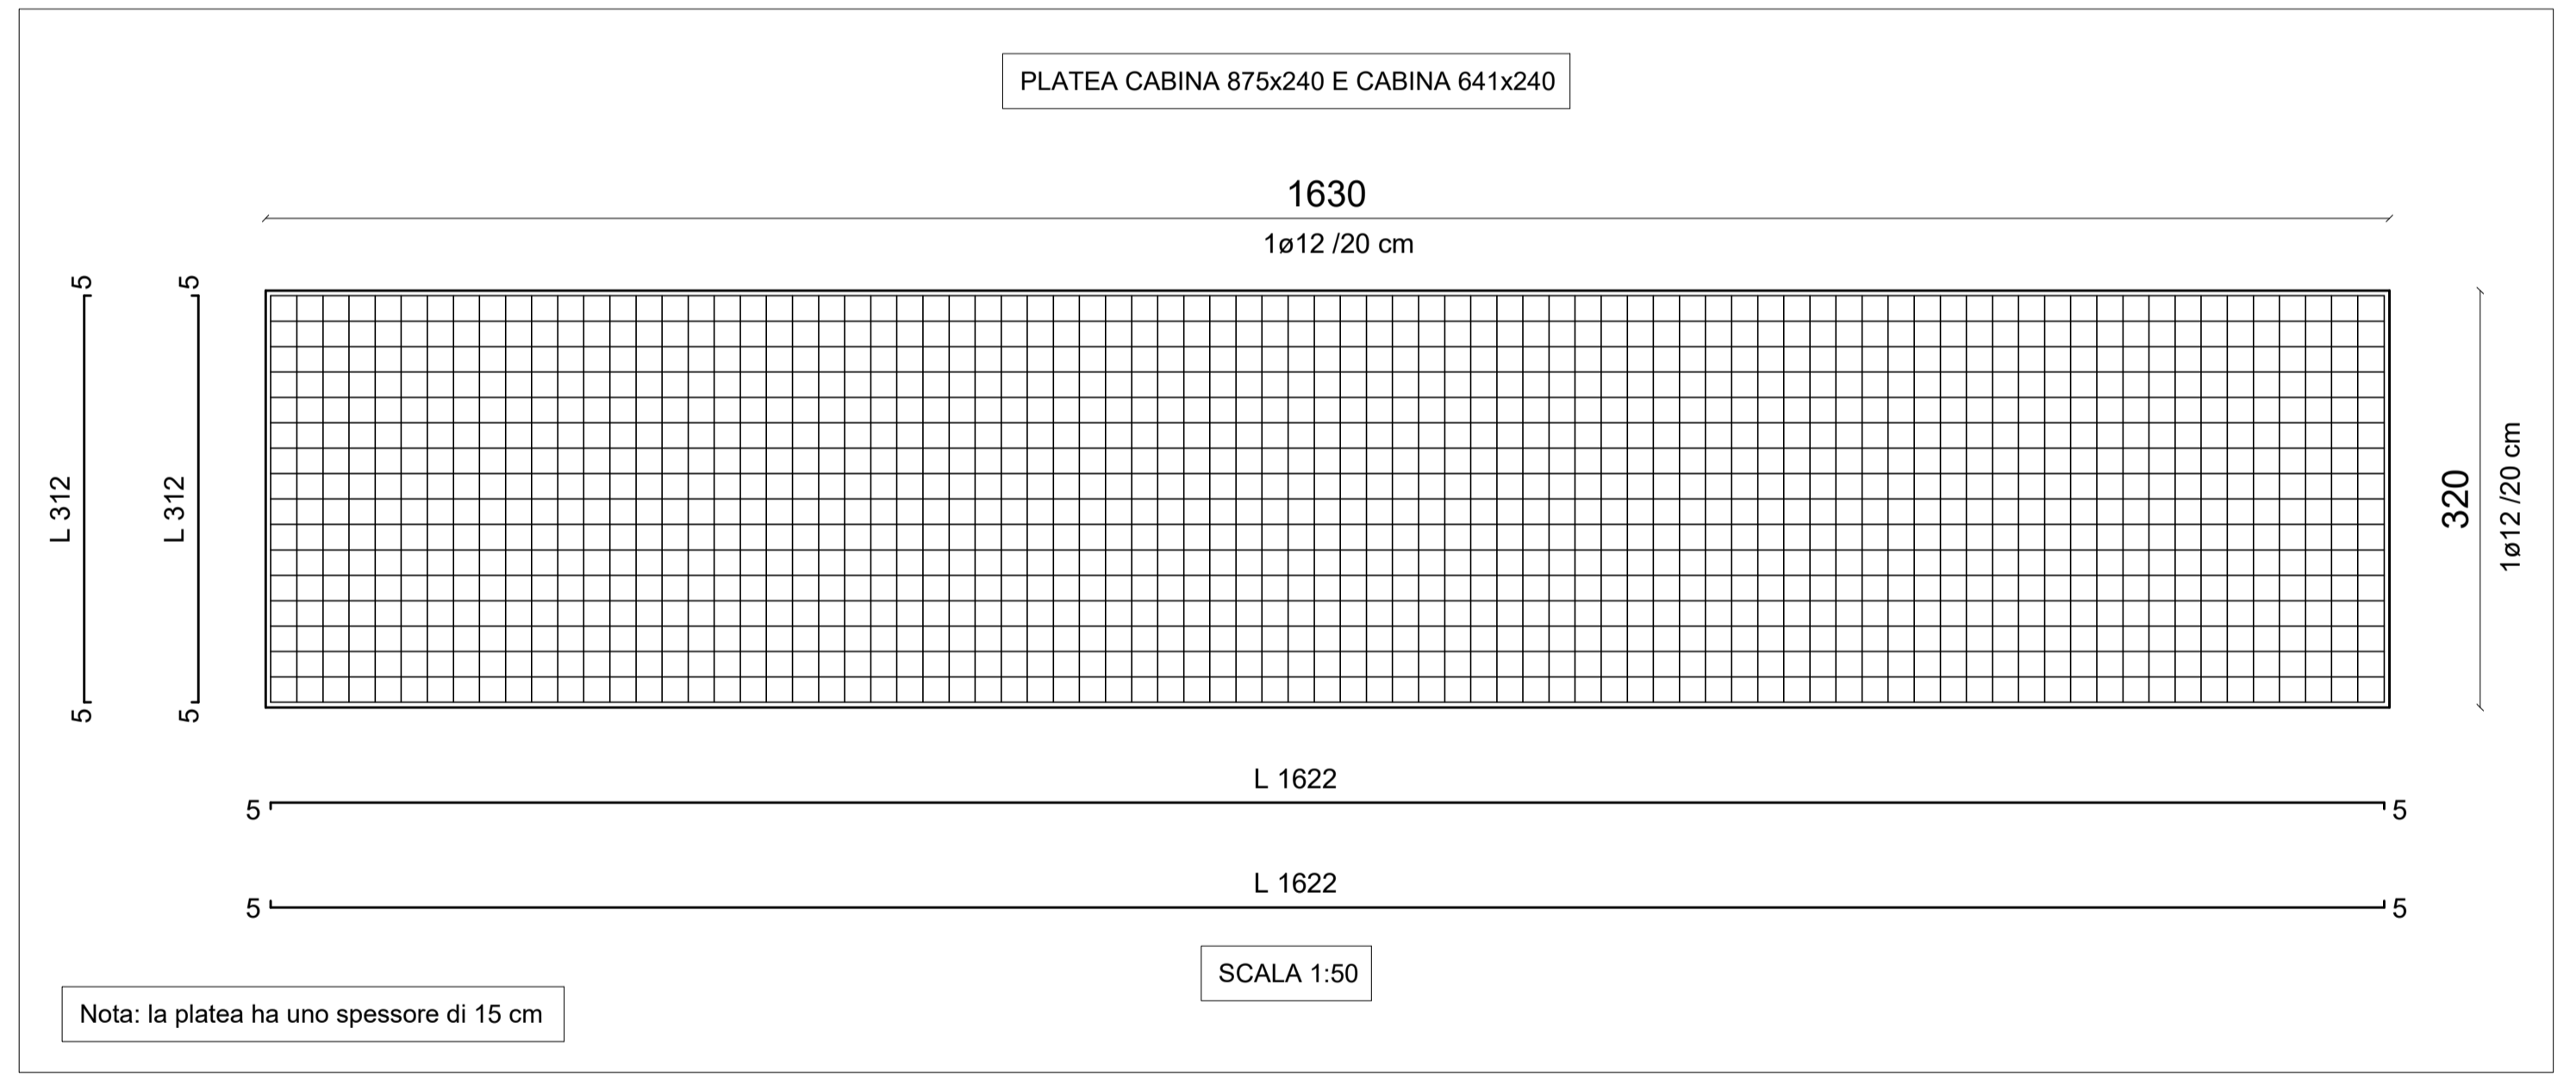 PLATEA CABINA 875x240 E CABINA 641x240
1630
1ø12 /20 cm
5
5
L 312
L 312
5
5
320
1ø12 /20 cm
L 1622
5
5
L 1622
5
5
SCALA 1:50
Nota: la platea ha uno spessore di 15 cm